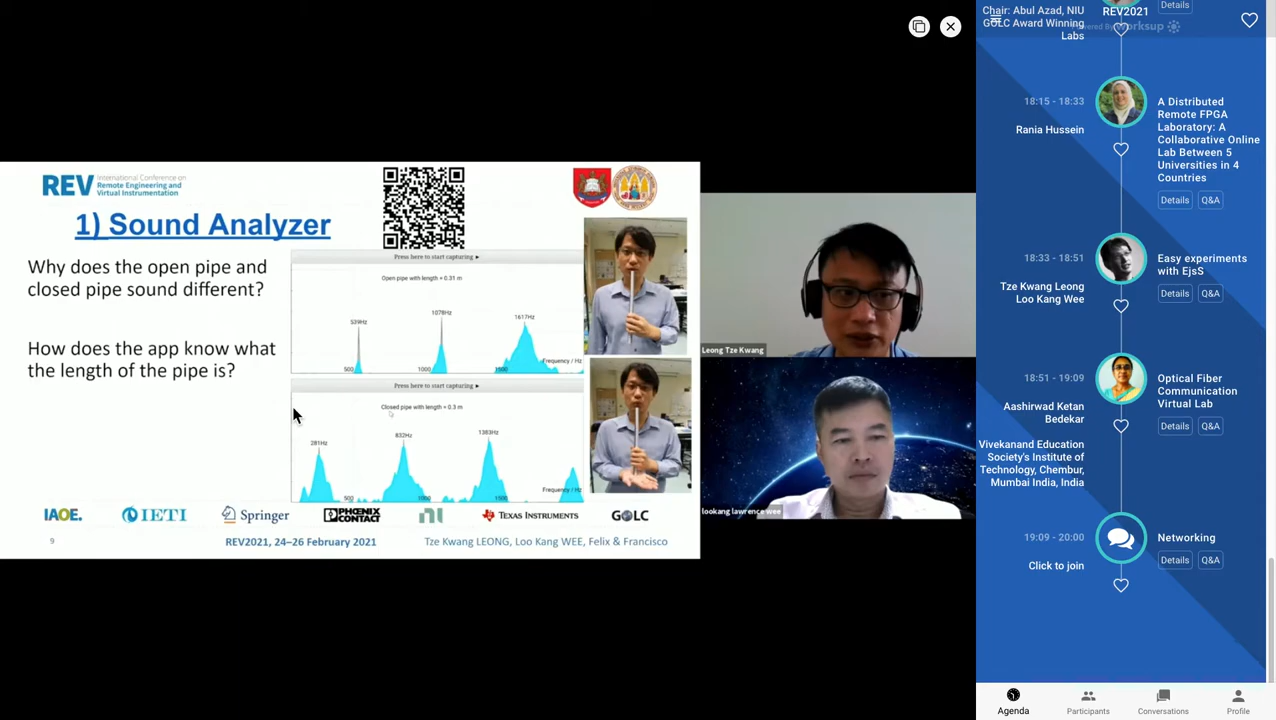 REV
International Conference on
Remote Engineering and
Virtual Instrumentation
1) Sound Analyzer
Why does the open pipe and
closed pipe sound different?
How does the app know what
the length of the pipe is?
Press here to start capturing ▸
Open pipe with length = 0.31 m
539Hz
1078Hz
1617Hz
Frequency / Hz
500
1000
1500
Press here to start capturing ▸
Closed pipe with length = 0.3 m
281Hz
832Hz
1383Hz
Frequency / Hz
500
1000
1500
IAOE.
IETI
Springer
PHŒNIX
CONTACT
ni
TEXAS INSTRUMENTS
GOLC
9
REV2021, 24–26 February 2021
Tze Kwang LEONG, Loo Kang WEE, Felix & Francisco
Leong Tze Kwang
lookang lawrence wee
REV2021
Details
Chair: Abul Azad, NIU
GOLC Award Winning
Labs
Powered By worksup
18:15 - 18:33
Rania Hussein
A Distributed
Remote FPGA
Laboratory: A
Collaborative Online
Lab Between 5
Universities in 4
Countries
Details
Q&A
18:33 - 18:51
Tze Kwang Leong
Loo Kang Wee
Easy experiments
with EjsS
Details
Q&A
18:51 - 19:09
Aashirwad Ketan
Bedekar
Vivekanand Education
Society's Institute of
Technology, Chembur,
Mumbai India, India
Optical Fiber
Communication
Virtual Lab
Details
Q&A
19:09 - 20:00
Click to join
Networking
Details
Q&A
Agenda
Participants
Conversations
Profile